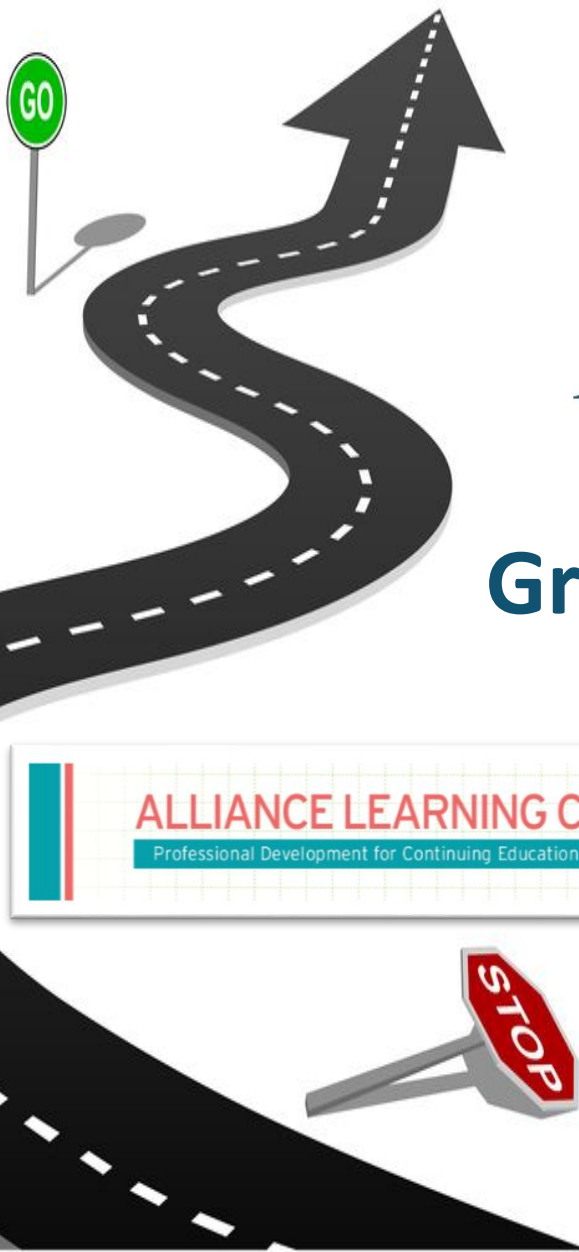 GO
Gr
ALLIANCE LEARNING C
Professional Development for Continuing Education
STOP